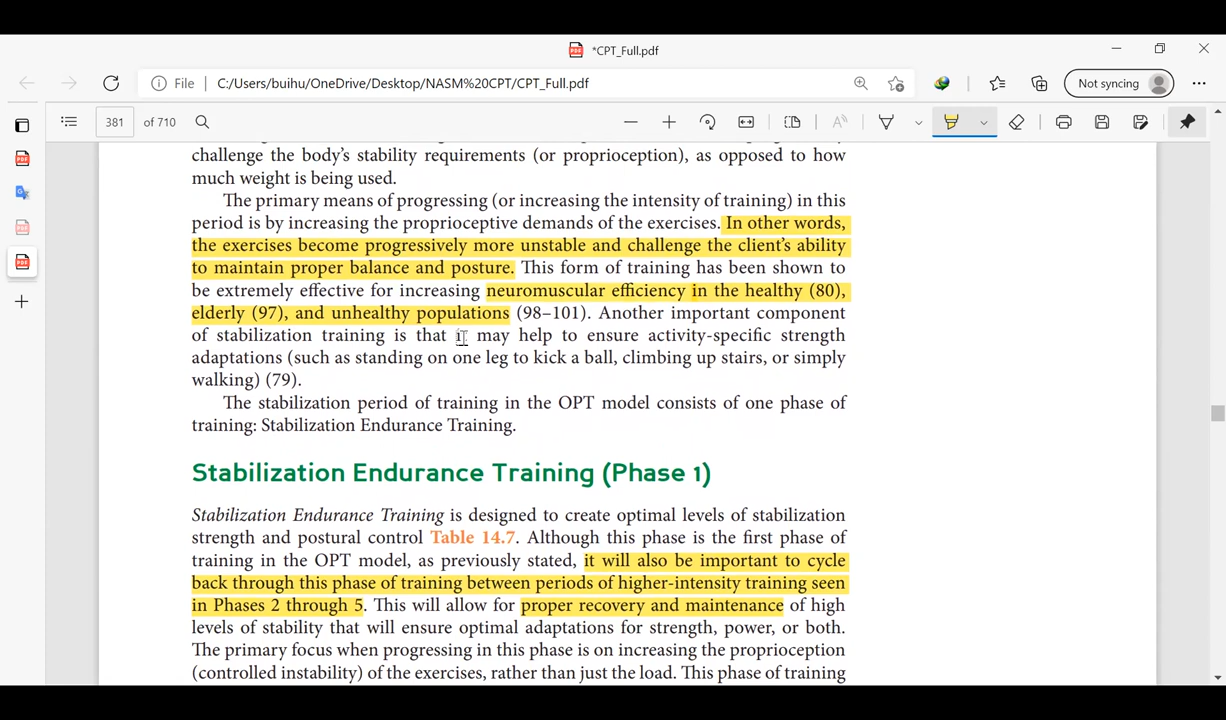 *CPT_Full.pdf
File
C:/Users/buihu/OneDrive/Desktop/NASM%20CPT/CPT_Full.pdf
Not syncing
381 of 710
challenge the body's stability requirements (or proprioception), as opposed to how
much weight is being used.
The primary means of progressing (or increasing the intensity of training) in this
period is by increasing the proprioceptive demands of the exercises. In other words,
the exercises become progressively more unstable and challenge the client's ability
to maintain proper balance and posture. This form of training has been shown to
be extremely effective for increasing neuromuscular efficiency in the healthy (80),
elderly (97), and unhealthy populations (98–101). Another important component
of stabilization training is that it may help to ensure activity-specific strength
adaptations (such as standing on one leg to kick a ball, climbing up stairs, or simply
walking) (79).
The stabilization period of training in the OPT model consists of one phase of
training: Stabilization Endurance Training.
Stabilization Endurance Training (Phase 1)
Stabilization Endurance Training is designed to create optimal levels of stabilization
strength and postural control Table 14.7. Although this phase is the first phase of
training in the OPT model, as previously stated, it will also be important to cycle
back through this phase of training between periods of higher-intensity training seen
in Phases 2 through 5. This will allow for proper recovery and maintenance of high
levels of stability that will ensure optimal adaptations for strength, power, or both.
The primary focus when progressing in this phase is on increasing the proprioception
(controlled instability) of the exercises, rather than just the load. This phase of training